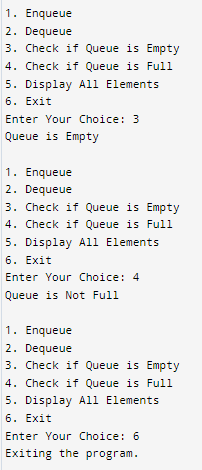 1. Enqueue
2. Dequeue
3. Check if Queue is Empty
4. Check if Queue is Full
5. Display All Elements
6. Exit
Enter Your Choice: 3
Queue is Empty

1. Enqueue
2. Dequeue
3. Check if Queue is Empty
4. Check if Queue is Full
5. Display All Elements
6. Exit
Enter Your Choice: 4
Queue is Not Full

1. Enqueue
2. Dequeue
3. Check if Queue is Empty
4. Check if Queue is Full
5. Display All Elements
6. Exit
Enter Your Choice: 6
Exiting the program.